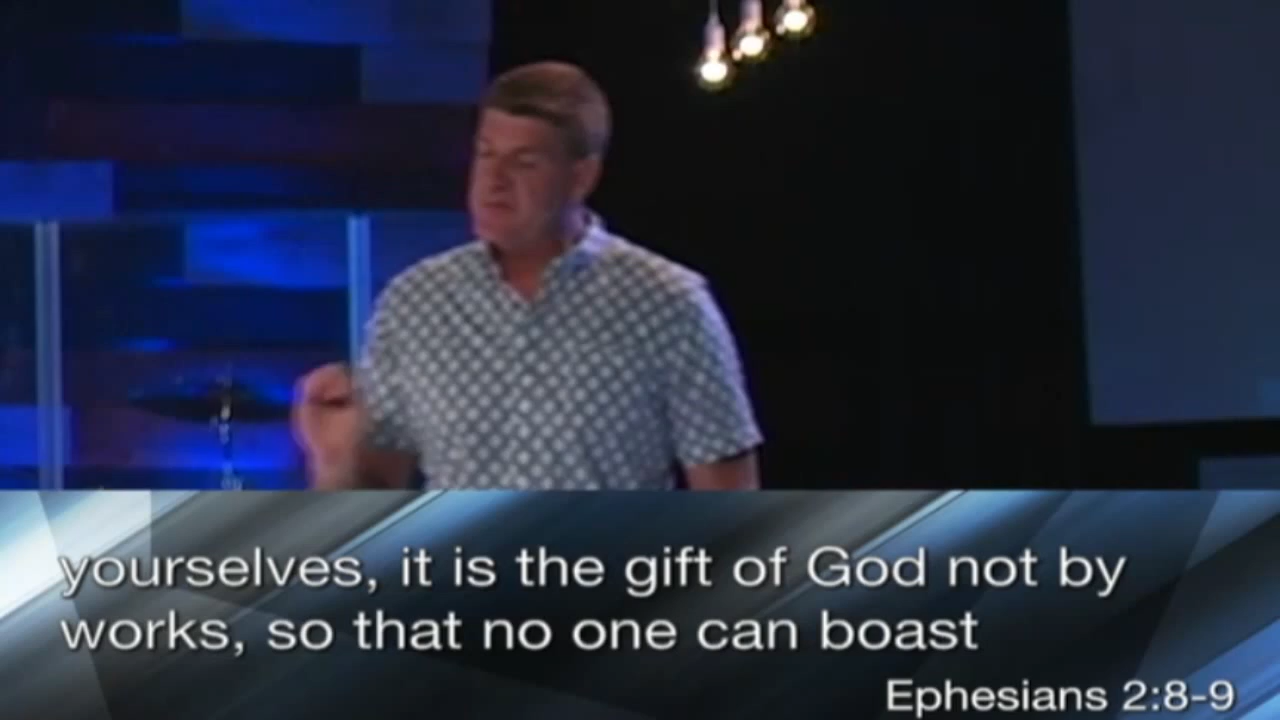 yourselves, it is the gift of God not by
works, so that no one can boast
Ephesians 2:8-9